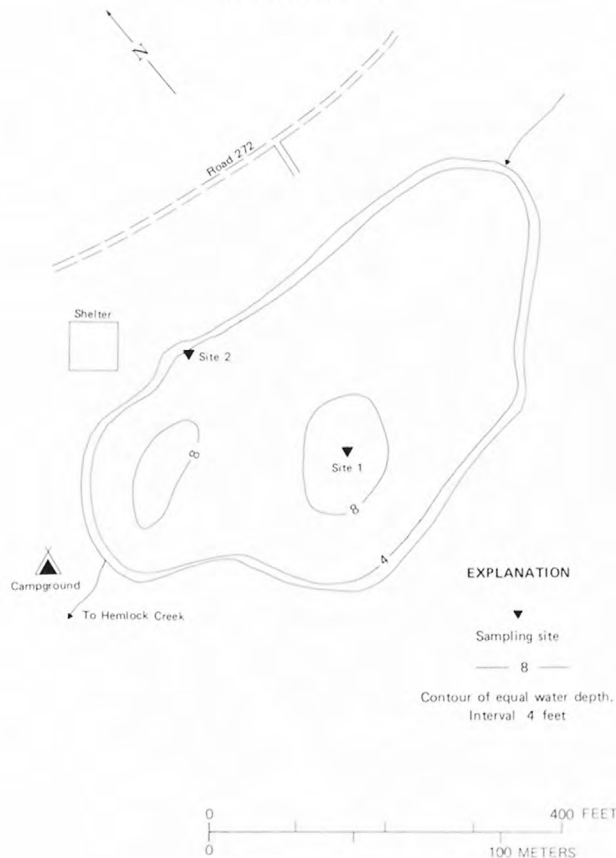 N
Road 272
Shelter
Site 2
8
Site 1
8
4
Campground
To Hemlock Creek
EXPLANATION
Sampling site
8
Contour of equal water depth.
Interval 4 feet
0 400 FEET
0 100 METERS